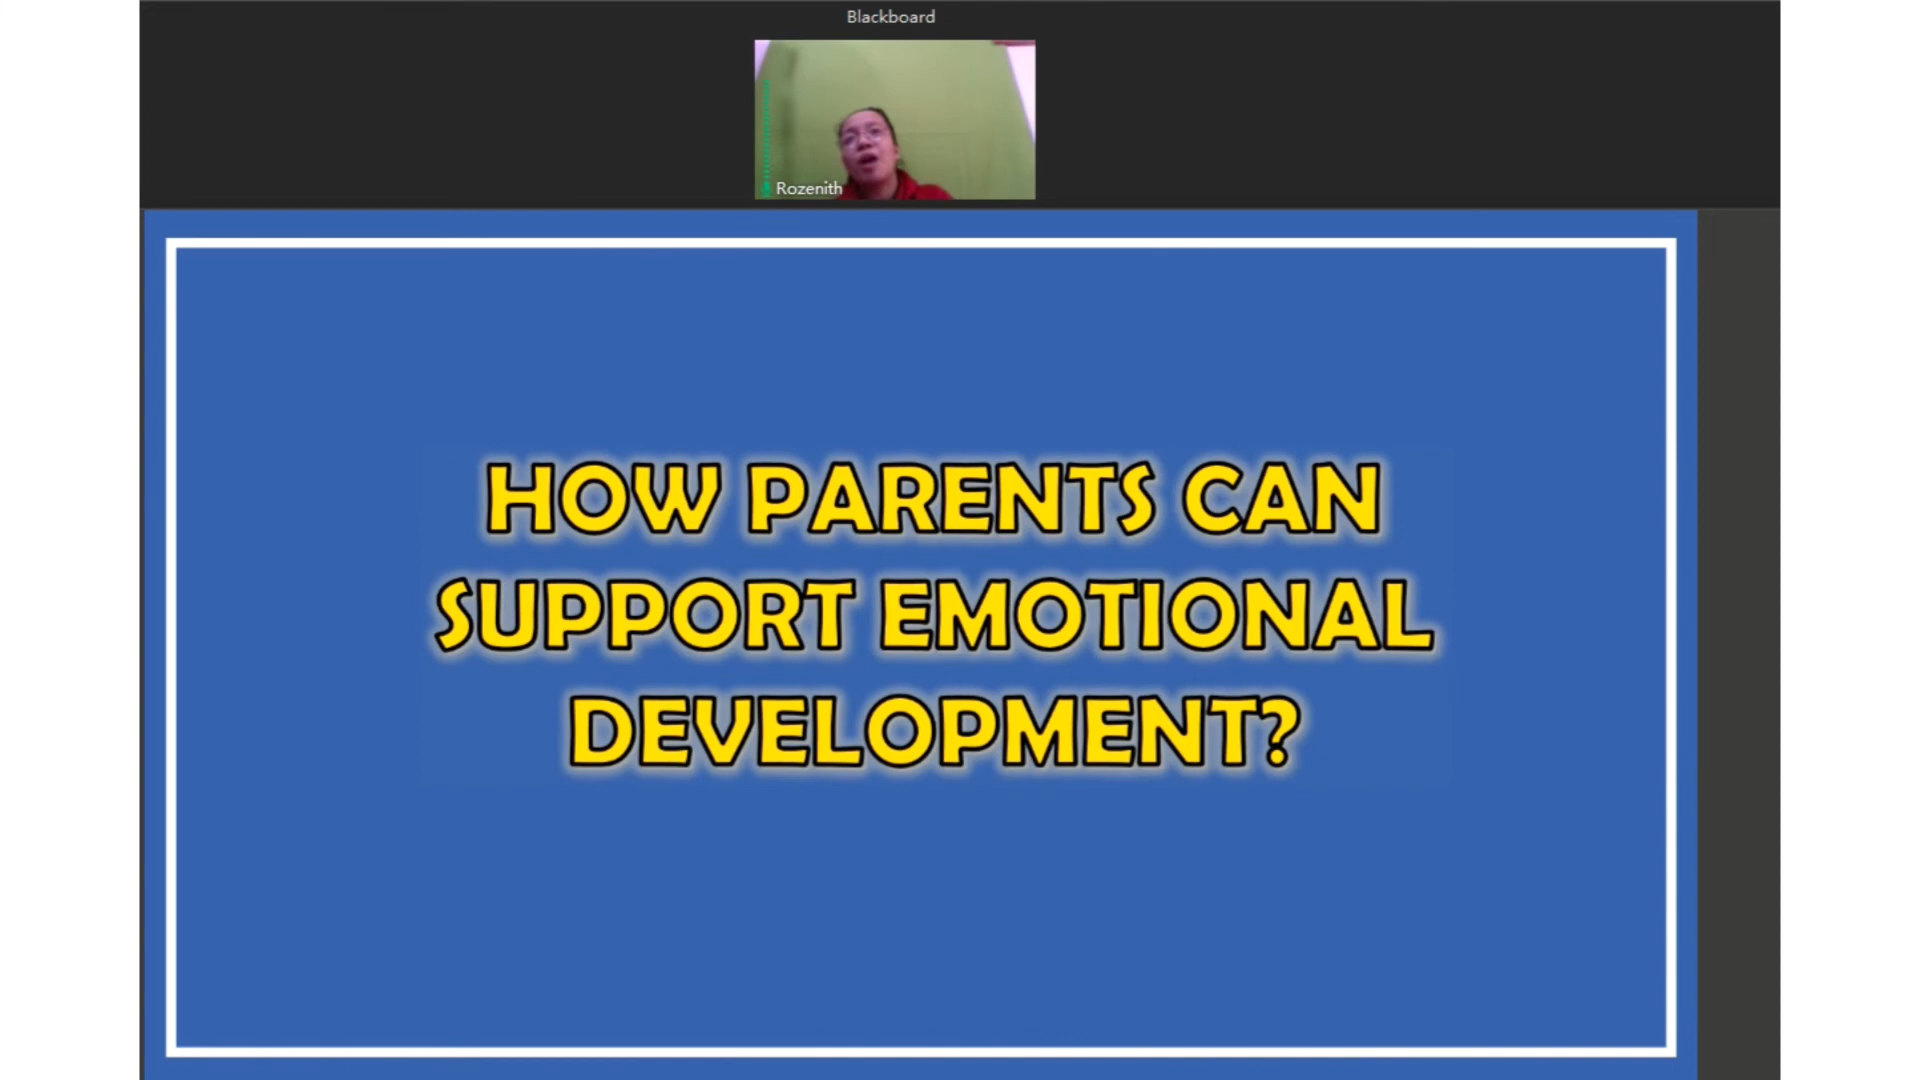 Blackboard
Rozenith
HOW PARENTS CAN
SUPPORT EMOTIONAL
DEVELOPMENT?